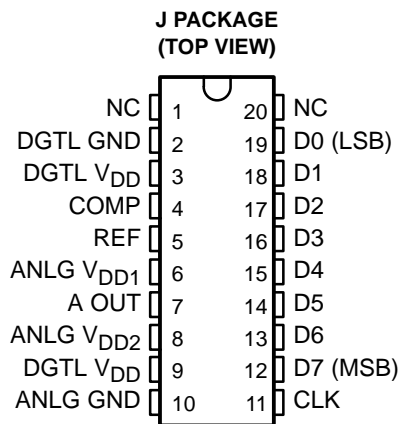 J PACKAGE
(TOP VIEW)
NC 1 20 NC
DGTL GND 2 19 D0 (LSB)
DGTL VDD 3 18 D1
COMP 4 17 D2
REF 5 16 D3
ANLG VDD1 6 15 D4
A OUT 7 14 D5
ANLG VDD2 8 13 D6
DGTL VDD 9 12 D7 (MSB)
ANLG GND 10 11 CLK